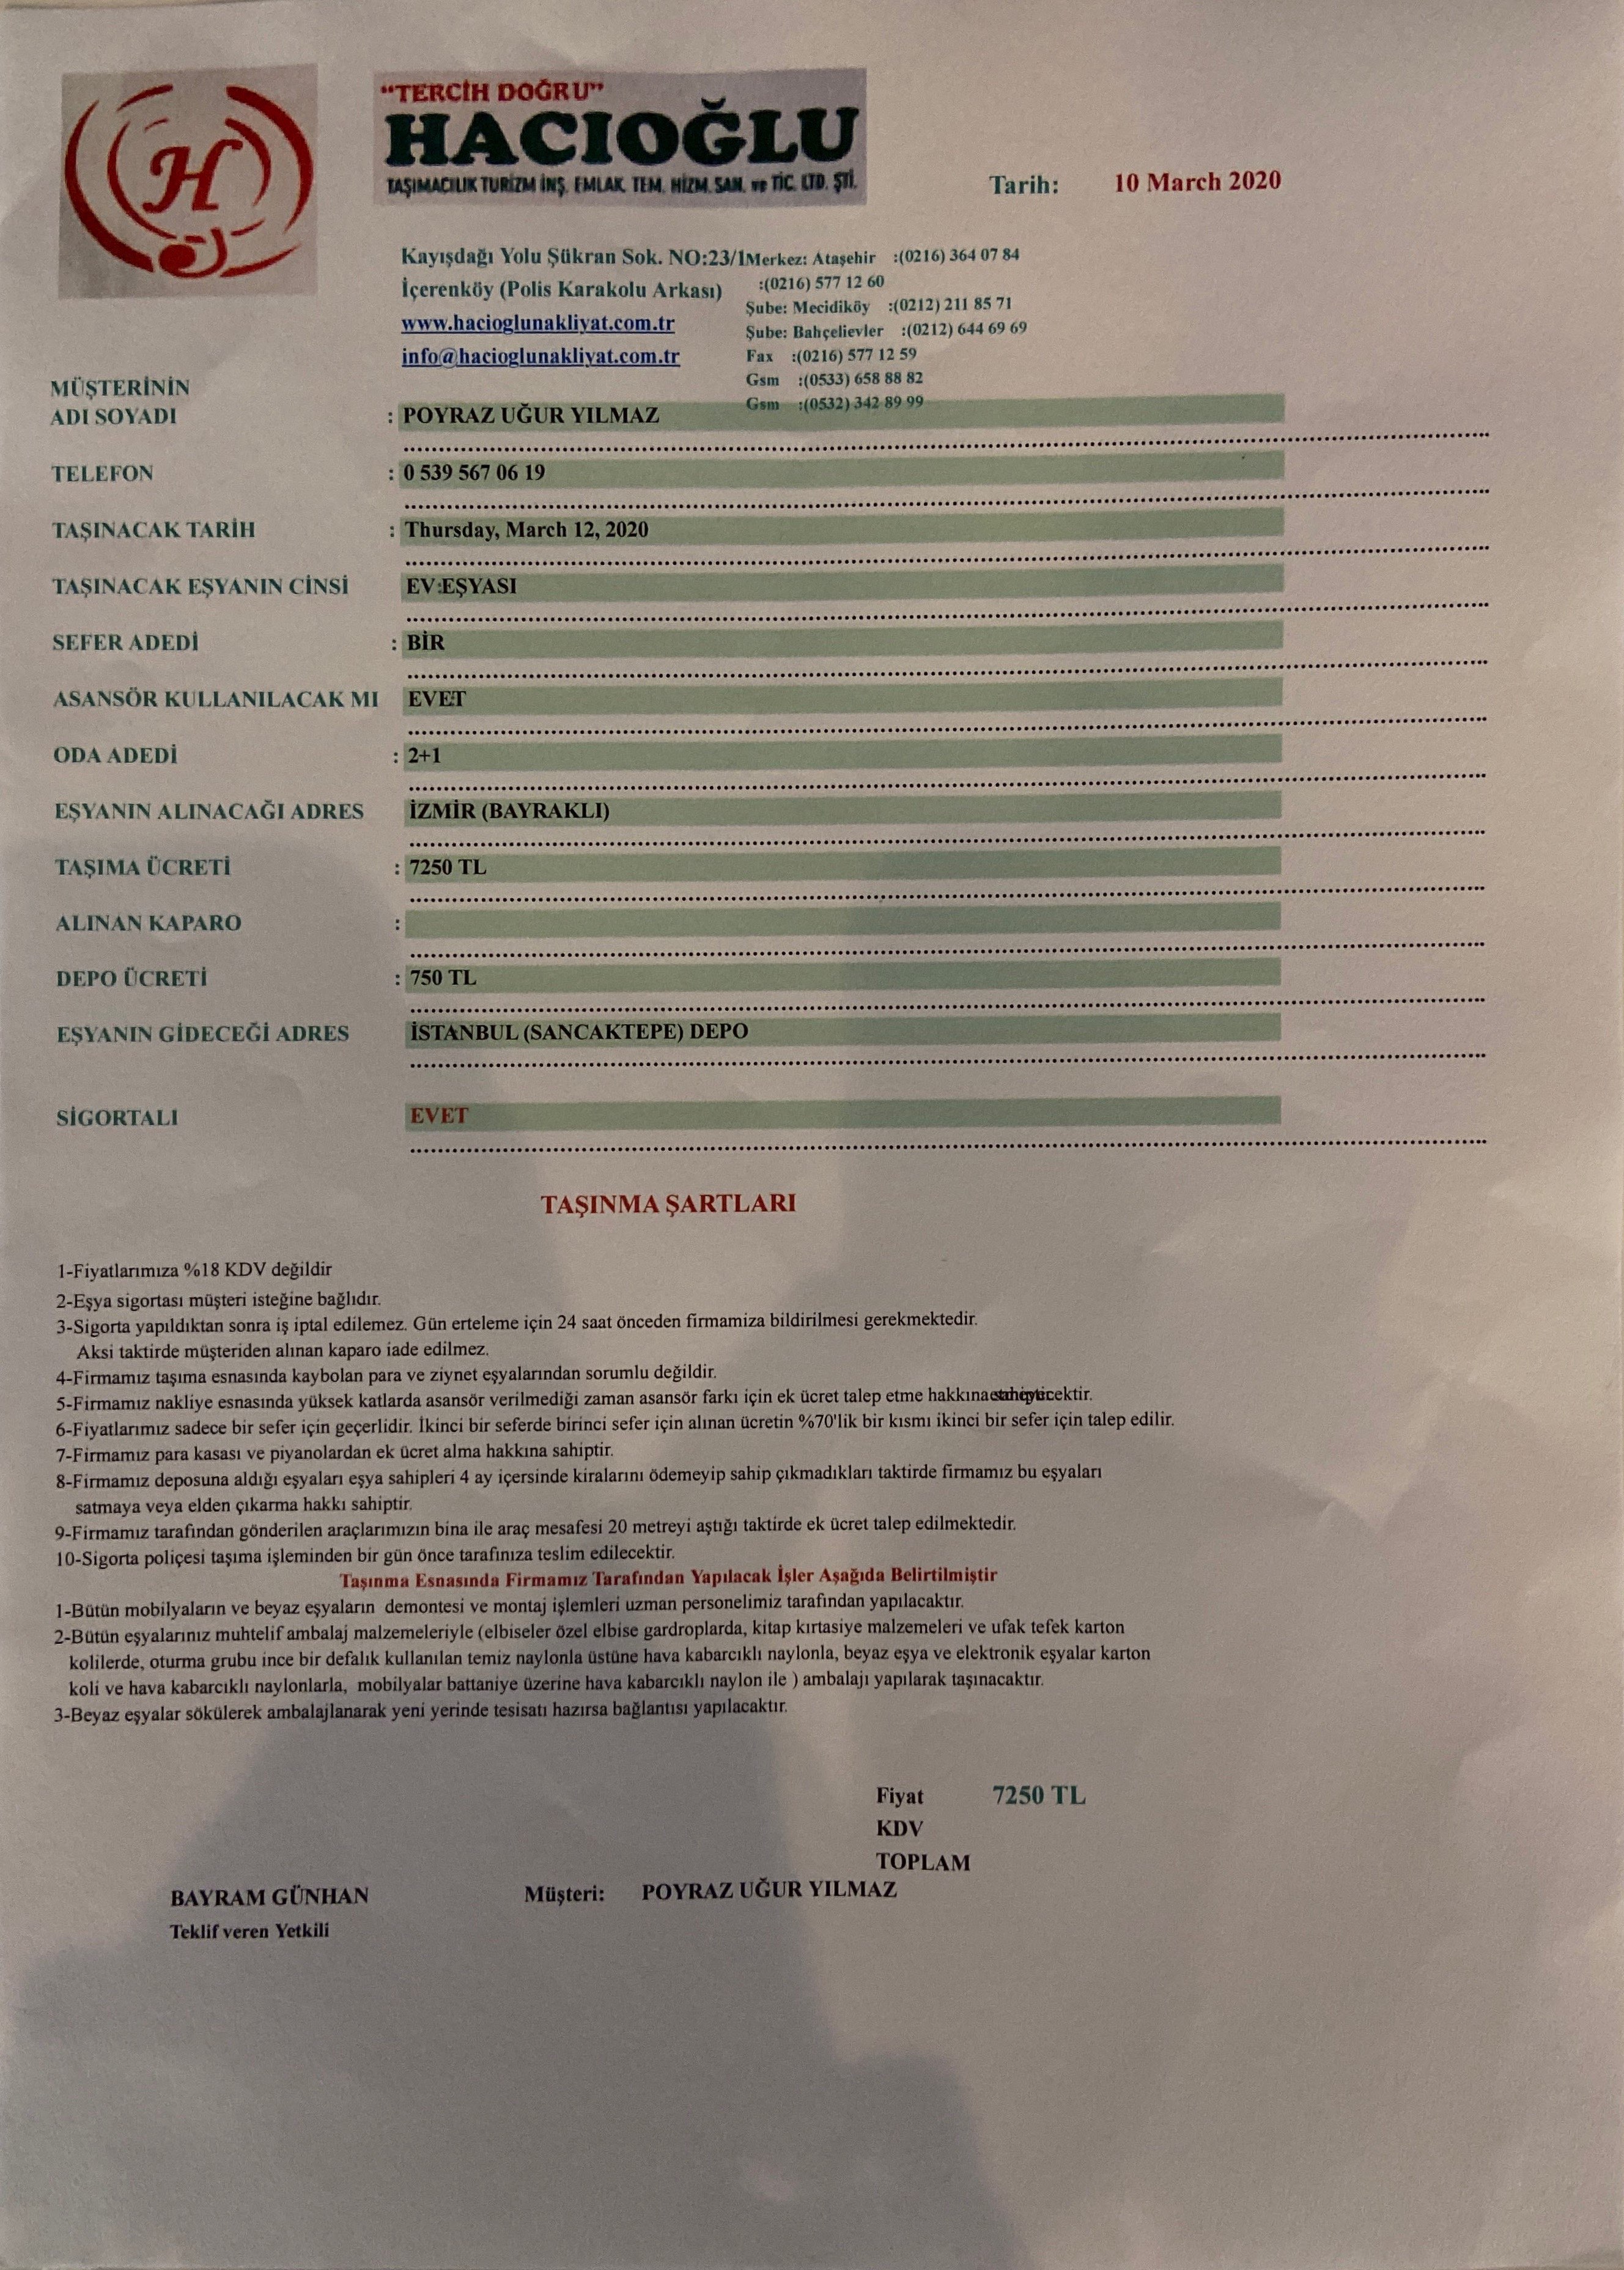 H
"TERCİH DOĞRU"
HACIOĞLU
TAŞIMACILIK TURİZM İNŞ. EMLAK. TEM. HİZM. SAN. ve TİC. LTD. ŞTİ.
Tarih: 10 March 2020
Kayışdağı Yolu Şükran Sok. NO:23/1
İçerenköy (Polis Karakolu Arkası)
www.hacioglunakliyat.com.tr
info@hacioglunakliyat.com.tr
Merkez: Ataşehir :(0216) 364 07 84
:(0216) 577 12 60
Şube: Mecidiköy :(0212) 211 85 71
Şube: Bahçelievler :(0212) 644 69 69
Fax :(0216) 577 12 59
Gsm :(0533) 658 88 82
Gsm :(0532) 342 89 99
MÜŞTERİNİN
ADI SOYADI : POYRAZ UĞUR YILMAZ
TELEFON : 0 539 567 06 19
TAŞINACAK TARİH : Thursday, March 12, 2020
TAŞINACAK EŞYANIN CİNSİ EV:EŞYASI
SEFER ADEDİ : BİR
ASANSÖR KULLANILACAK MI EVET
ODA ADEDİ : 2+1
EŞYANIN ALINACAĞI ADRES İZMİR (BAYRAKLI)
TAŞIMA ÜCRETİ : 7250 TL
ALINAN KAPARO :
DEPO ÜCRETİ : 750 TL
EŞYANIN GİDECEĞİ ADRES İSTANBUL (SANCAKTEPE) DEPO
SİGORTALI EVET
TAŞINMA ŞARTLARI
1-Fiyatlarımıza %18 KDV değildir
2-Eşya sigortası müşteri isteğine bağlıdır.
3-Sigorta yapıldıktan sonra iş iptal edilemez. Gün erteleme için 24 saat önceden firmamiza bildirilmesi gerekmektedir.
Aksi taktirde müşteriden alınan kaparo iade edilmez.
4-Firmamız taşıma esnasında kaybolan para ve ziynet eşyalarından sorumlu değildir.
5-Firmamız nakliye esnasında yüksek katlarda asansör verilmediği zaman asansör farkı için ek ücret talep etme hakkına
6-Fiyatlarımız sadece bir sefer için geçerlidir. İkinci bir seferde birinci sefer için alınan ücretin %70'lik bir kısmı ikinci bir sefer için talep edilir.
7-Firmamız para kasası ve piyanolardan ek ücret alma hakkına sahiptir.
8-Firmamız deposuna aldığı eşyaları eşya sahipleri 4 ay içersinde kiralarını ödemeyip sahip çıkmadıkları taktirde firmamız bu eşyaları
satmaya veya elden çıkarma hakkı sahiptir.
9-Firmamız tarafından gönderilen araçlarımızın bina ile araç mesafesi 20 metreyi aştığı taktirde ek ücret talep edilmektedir.
10-Sigorta poliçesi taşıma işleminden bir gün önce tarafınıza teslim edilecektir.
Taşınma Esnasında Firmamız Tarafından Yapılacak İşler Aşağıda Belirtilmiştir
1-Bütün mobilyaların ve beyaz eşyaların demontesi ve montaj işlemleri uzman personelimiz tarafından yapılacaktır.
2-Bütün eşyalarınız muhtelif ambalaj malzemeleriyle (elbiseler özel elbise gardroplarda, kitap kırtasiye malzemeleri ve ufak tefek karton
kolilerde, oturma grubu ince bir defalık kullanılan temiz naylonla üstüne hava kabarcıklı naylonla, beyaz eşya ve elektronik eşyalar karton
koli ve hava kabarcıklı naylonlarla, mobilyalar battaniye üzerine hava kabarcıklı naylon ile ) ambalajı yapılarak taşınacaktır.
3-Beyaz eşyalar sökülerek ambalajlanarak yeni yerinde tesisatı hazırsa bağlantısı yapılacaktır.
Fiyat 7250 TL
KDV
TOPLAM
BAYRAM GÜNHAN Müşteri: POYRAZ UĞUR YILMAZ
Teklif veren Yetkili